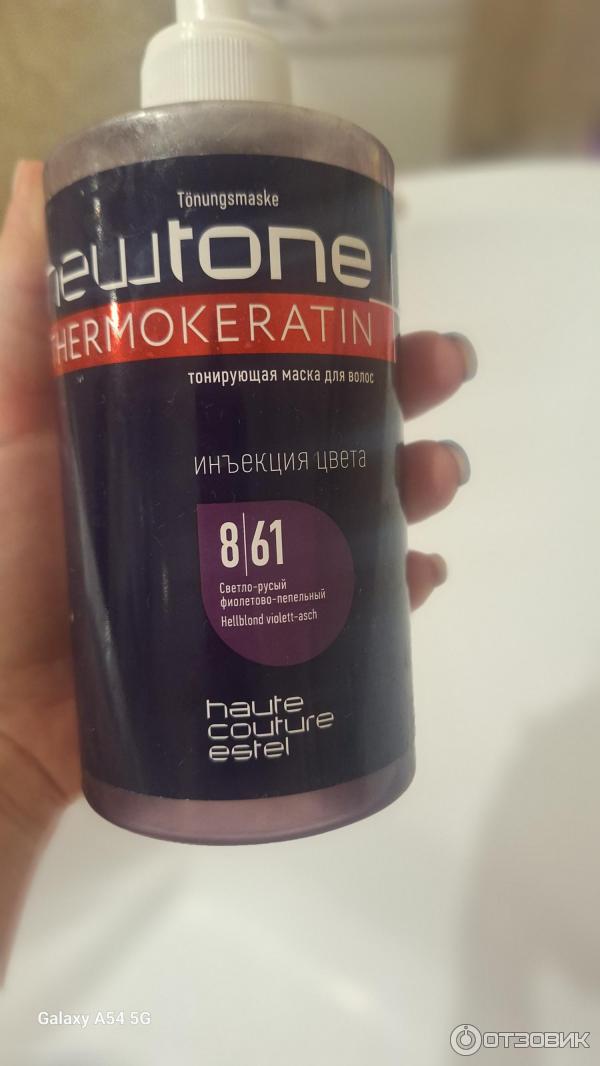 Tönungsmaske
newtone
THERMOKERATIN
тонирующая маска для волос
инъекция цвета
8|61
Светло-русый
фиолетово-пепельный
Hellblond violett-asch
haute
couture
estel
Galaxy A54 5G
ОТЗОВИК